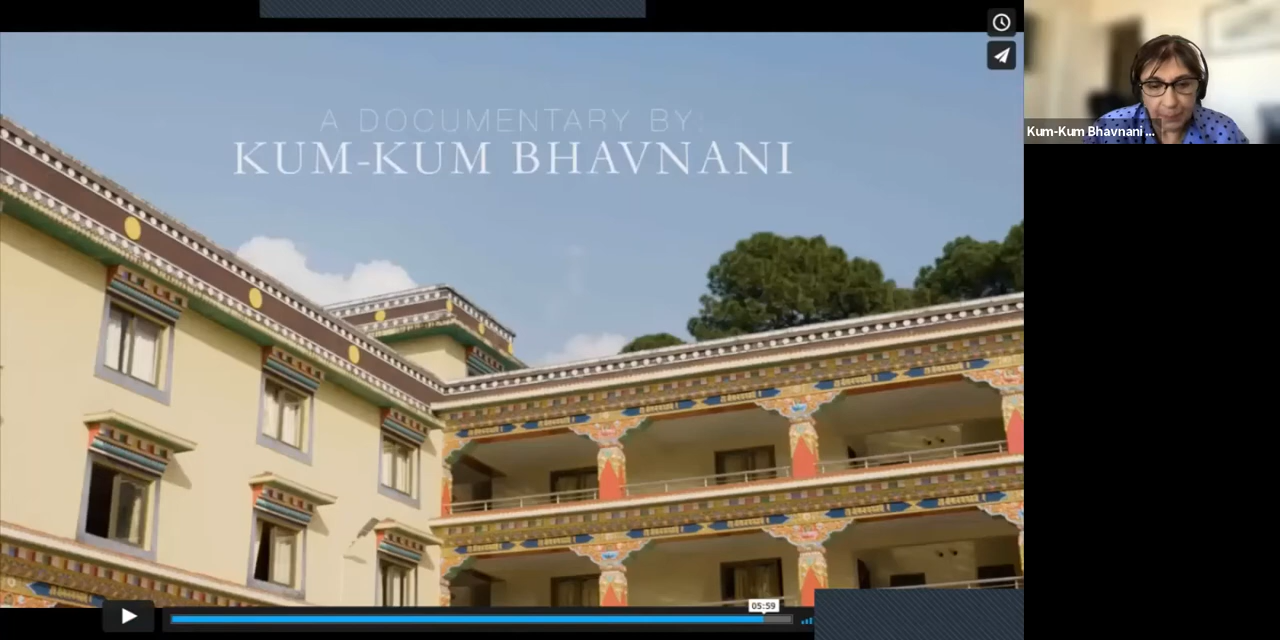 A DOCUMENTARY BY
KUM-KUM BHAVNANI
Kum-Kum Bhavnani ...
05:59